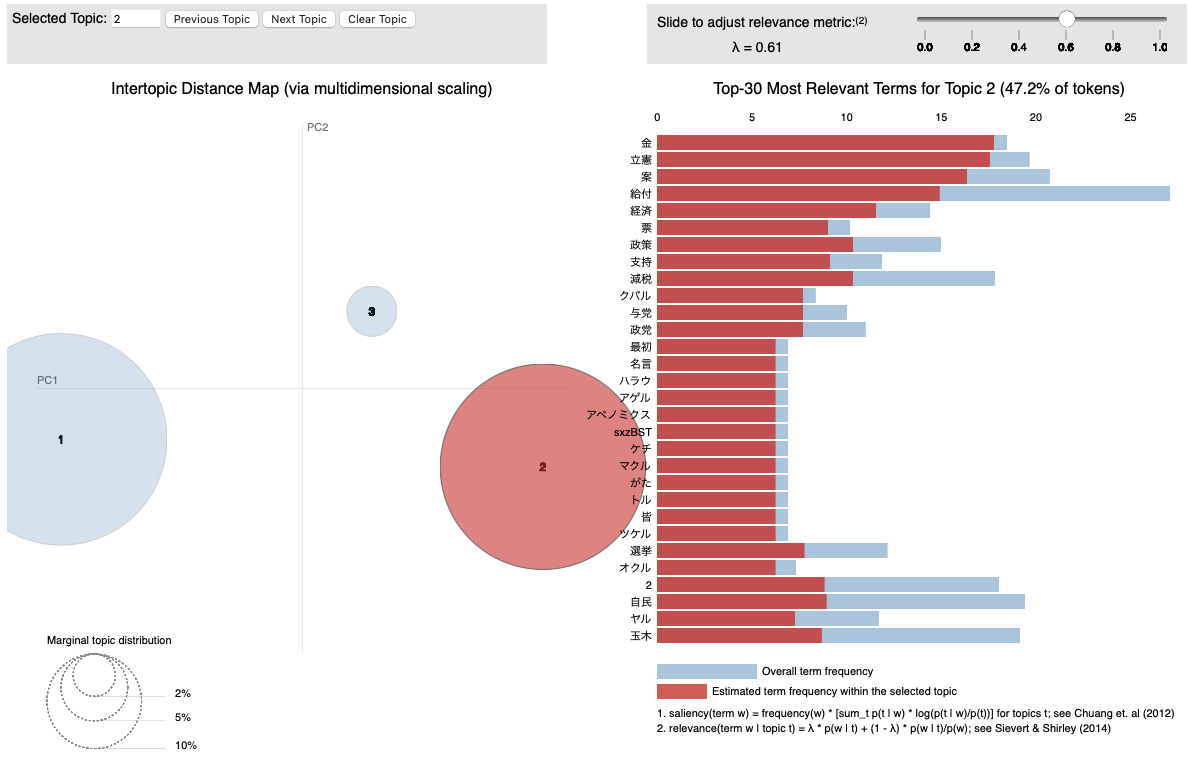 Selected Topic: 2 Previous Topic Next Topic Clear Topic
Slide to adjust relevance metric:(2)
λ = 0.61
0.0 0.2 0.4 0.6 0.8 1.0
Intertopic Distance Map (via multidimensional scaling)
PC2
PC1
1
2
3
Marginal topic distribution
2%
5%
10%
Top-30 Most Relevant Terms for Topic 2 (47.2% of tokens)
0 5 10 15 20 25
金
立憲
案
給付
経済
票
政策
支持
減税
クバル
与党
政党
最初
名言
ハラウ
アゲル
アベノミクス
sxzBST
ケチ
マクル
がた
トル
皆
ツケル
選挙
オクル
2
自民
ヤル
玉木
Overall term frequency
Estimated term frequency within the selected topic
1. saliency(term w) = frequency(w) * [sum_t p(t | w) * log(p(t | w)/p(t))] for topics t; see Chuang et. al (2012)
2. relevance(term w | topic t) = λ * p(w | t) + (1 - λ) * p(w | t)/p(w); see Sievert & Shirley (2014)